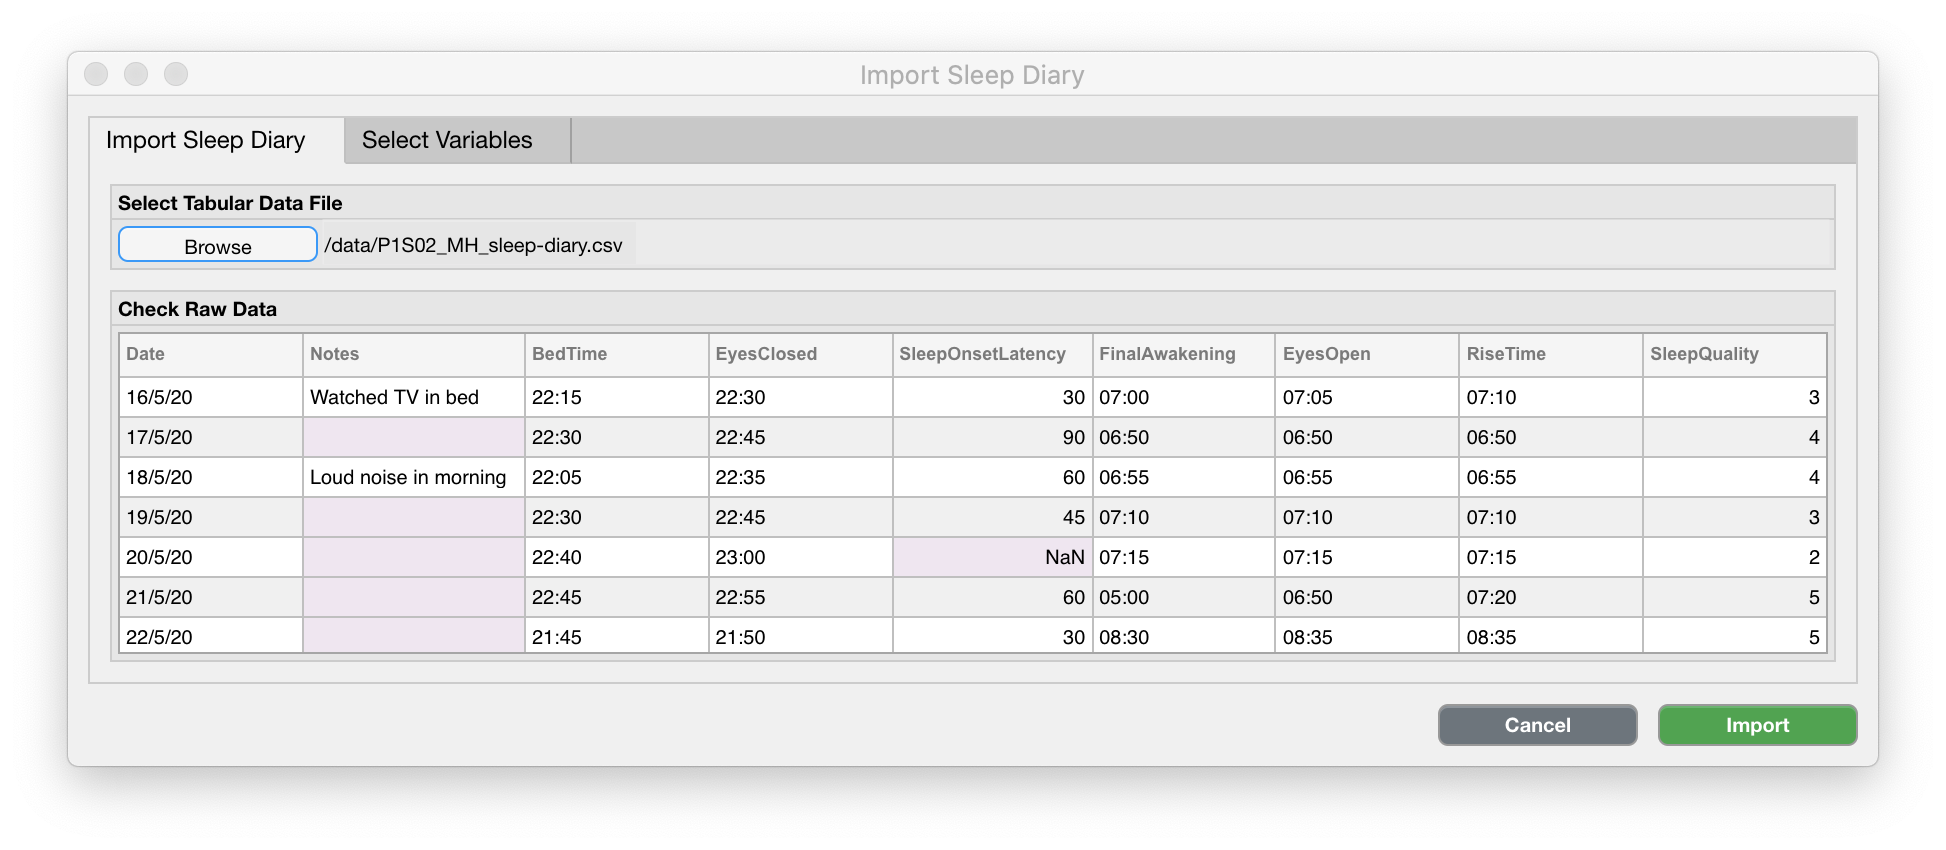 Import Sleep Diary
Import Sleep Diary Select Variables
Select Tabular Data File
Browse /data/P1S02_MH_sleep-diary.csv
Check Raw Data
Date Notes BedTime EyesClosed SleepOnsetLatency FinalAwakening EyesOpen RiseTime SleepQuality
16/5/20 Watched TV in bed 22:15 22:30 30 07:00 07:05 07:10 3
17/5/20 22:30 22:45 90 06:50 06:50 06:50 4
18/5/20 Loud noise in morning 22:05 22:35 60 06:55 06:55 06:55 4
19/5/20 22:30 22:45 45 07:10 07:10 07:10 3
20/5/20 22:40 23:00 NaN 07:15 07:15 07:15 2
21/5/20 22:45 22:55 60 05:00 06:50 07:20 5
22/5/20 21:45 21:50 30 08:30 08:35 08:35 5
Cancel Import